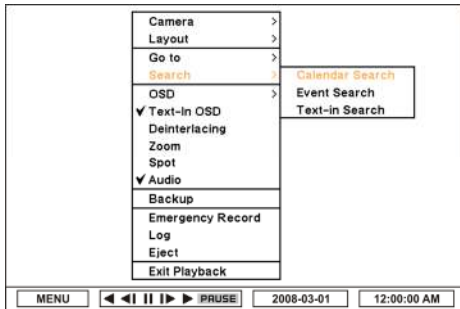 Camera >
Layout >
Go to >
Search >
Calendar Search
Event Search
Text-in Search
OSD >
✓ Text-In OSD
Deinterlacing
Zoom
Spot
✓ Audio
Backup
Emergency Record
Log
Eject
Exit Playback
MENU PAUSE 2008-03-01 12:00:00 AM